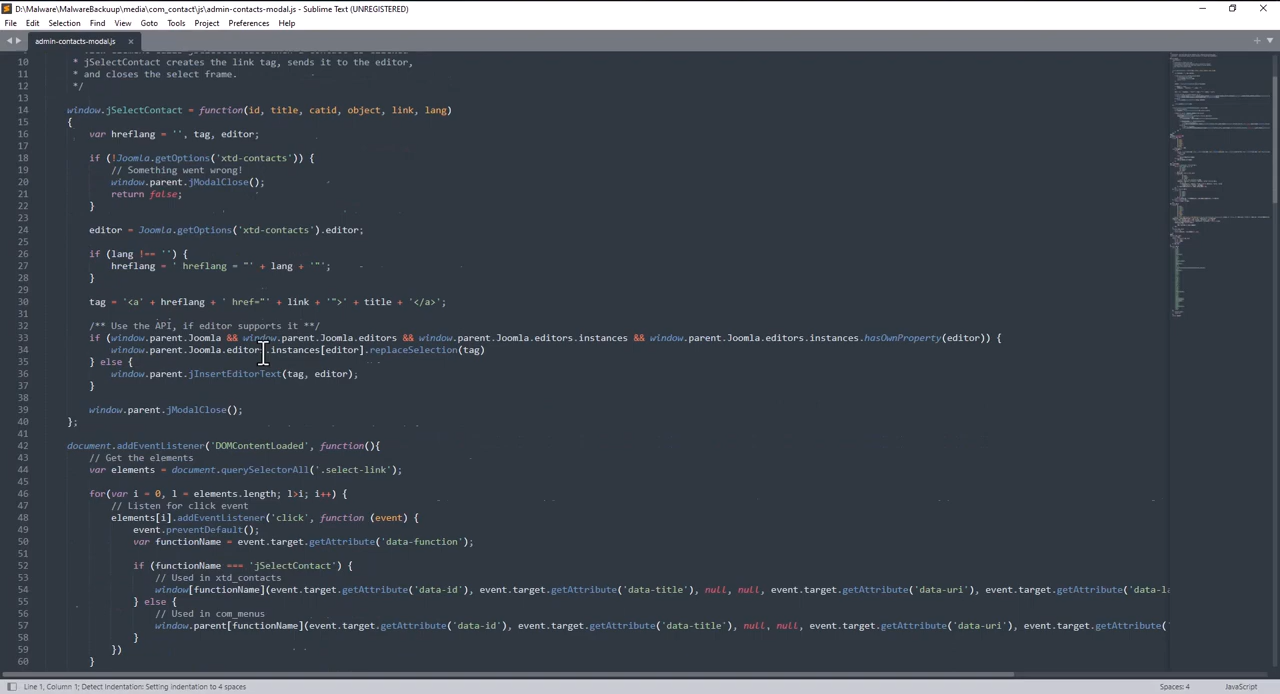 D:\Malware\MalwareBackuup\media\com_contact\js\admin-contacts-modal.js - Sublime Text (UNREGISTERED)
File Edit Selection Find View Goto Tools Project Preferences Help
admin-contacts-modal.js
10 * jSelectContact creates the link tag, sends it to the editor,
11 * and closes the select frame.
12 */
13
14 window.jSelectContact = function(id, title, catid, object, link, lang)
15 {
16 var hreflang = '', tag, editor;
17
18 if (!Joomla.getOptions('xtd-contacts')) {
19 // Something went wrong!
20 window.parent.jModalClose();
21 return false;
22 }
23
24 editor = Joomla.getOptions('xtd-contacts').editor;
25
26 if (lang !== '') {
27 hreflang = ' hreflang = "' + lang + '"';
28 }
29
30 tag = '<a' + hreflang + ' href="' + link + '">' + title + '</a>';
31
32 /** Use the API, if editor supports it **/
33 if (window.parent.Joomla && window.parent.Joomla.editors && window.parent.Joomla.editors.instances && window.parent.Joomla.editors.instances.hasOwnProperty(editor)) {
34 window.parent.Joomla.editors.instances[editor].replaceSelection(tag)
35 } else {
36 window.parent.jInsertEditorText(tag, editor);
37 }
38
39 window.parent.jModalClose();
40 };
41
42 document.addEventListener('DOMContentLoaded', function(){
43 // Get the elements
44 var elements = document.querySelectorAll('.select-link');
45
46 for(var i = 0, l = elements.length; l>i; i++) {
47 // Listen for click event
48 elements[i].addEventListener('click', function (event) {
49 event.preventDefault();
50 var functionName = event.target.getAttribute('data-function');
51
52 if (functionName === 'jSelectContact') {
53 // Used in xtd_contacts
54 window[functionName](event.target.getAttribute('data-id'), event.target.getAttribute('data-title'), null, null, event.target.getAttribute('data-uri'), event.target.getAttribute('data-la
55 } else {
56 // Used in com_menus
57 window.parent[functionName](event.target.getAttribute('data-id'), event.target.getAttribute('data-title'), null, null, event.target.getAttribute('data-uri'), event.target.getAttribute('
58 }
59 })
60 }
Line 1, Column 1; Detect Indentation: Setting indentation to 4 spaces Spaces: 4 JavaScript